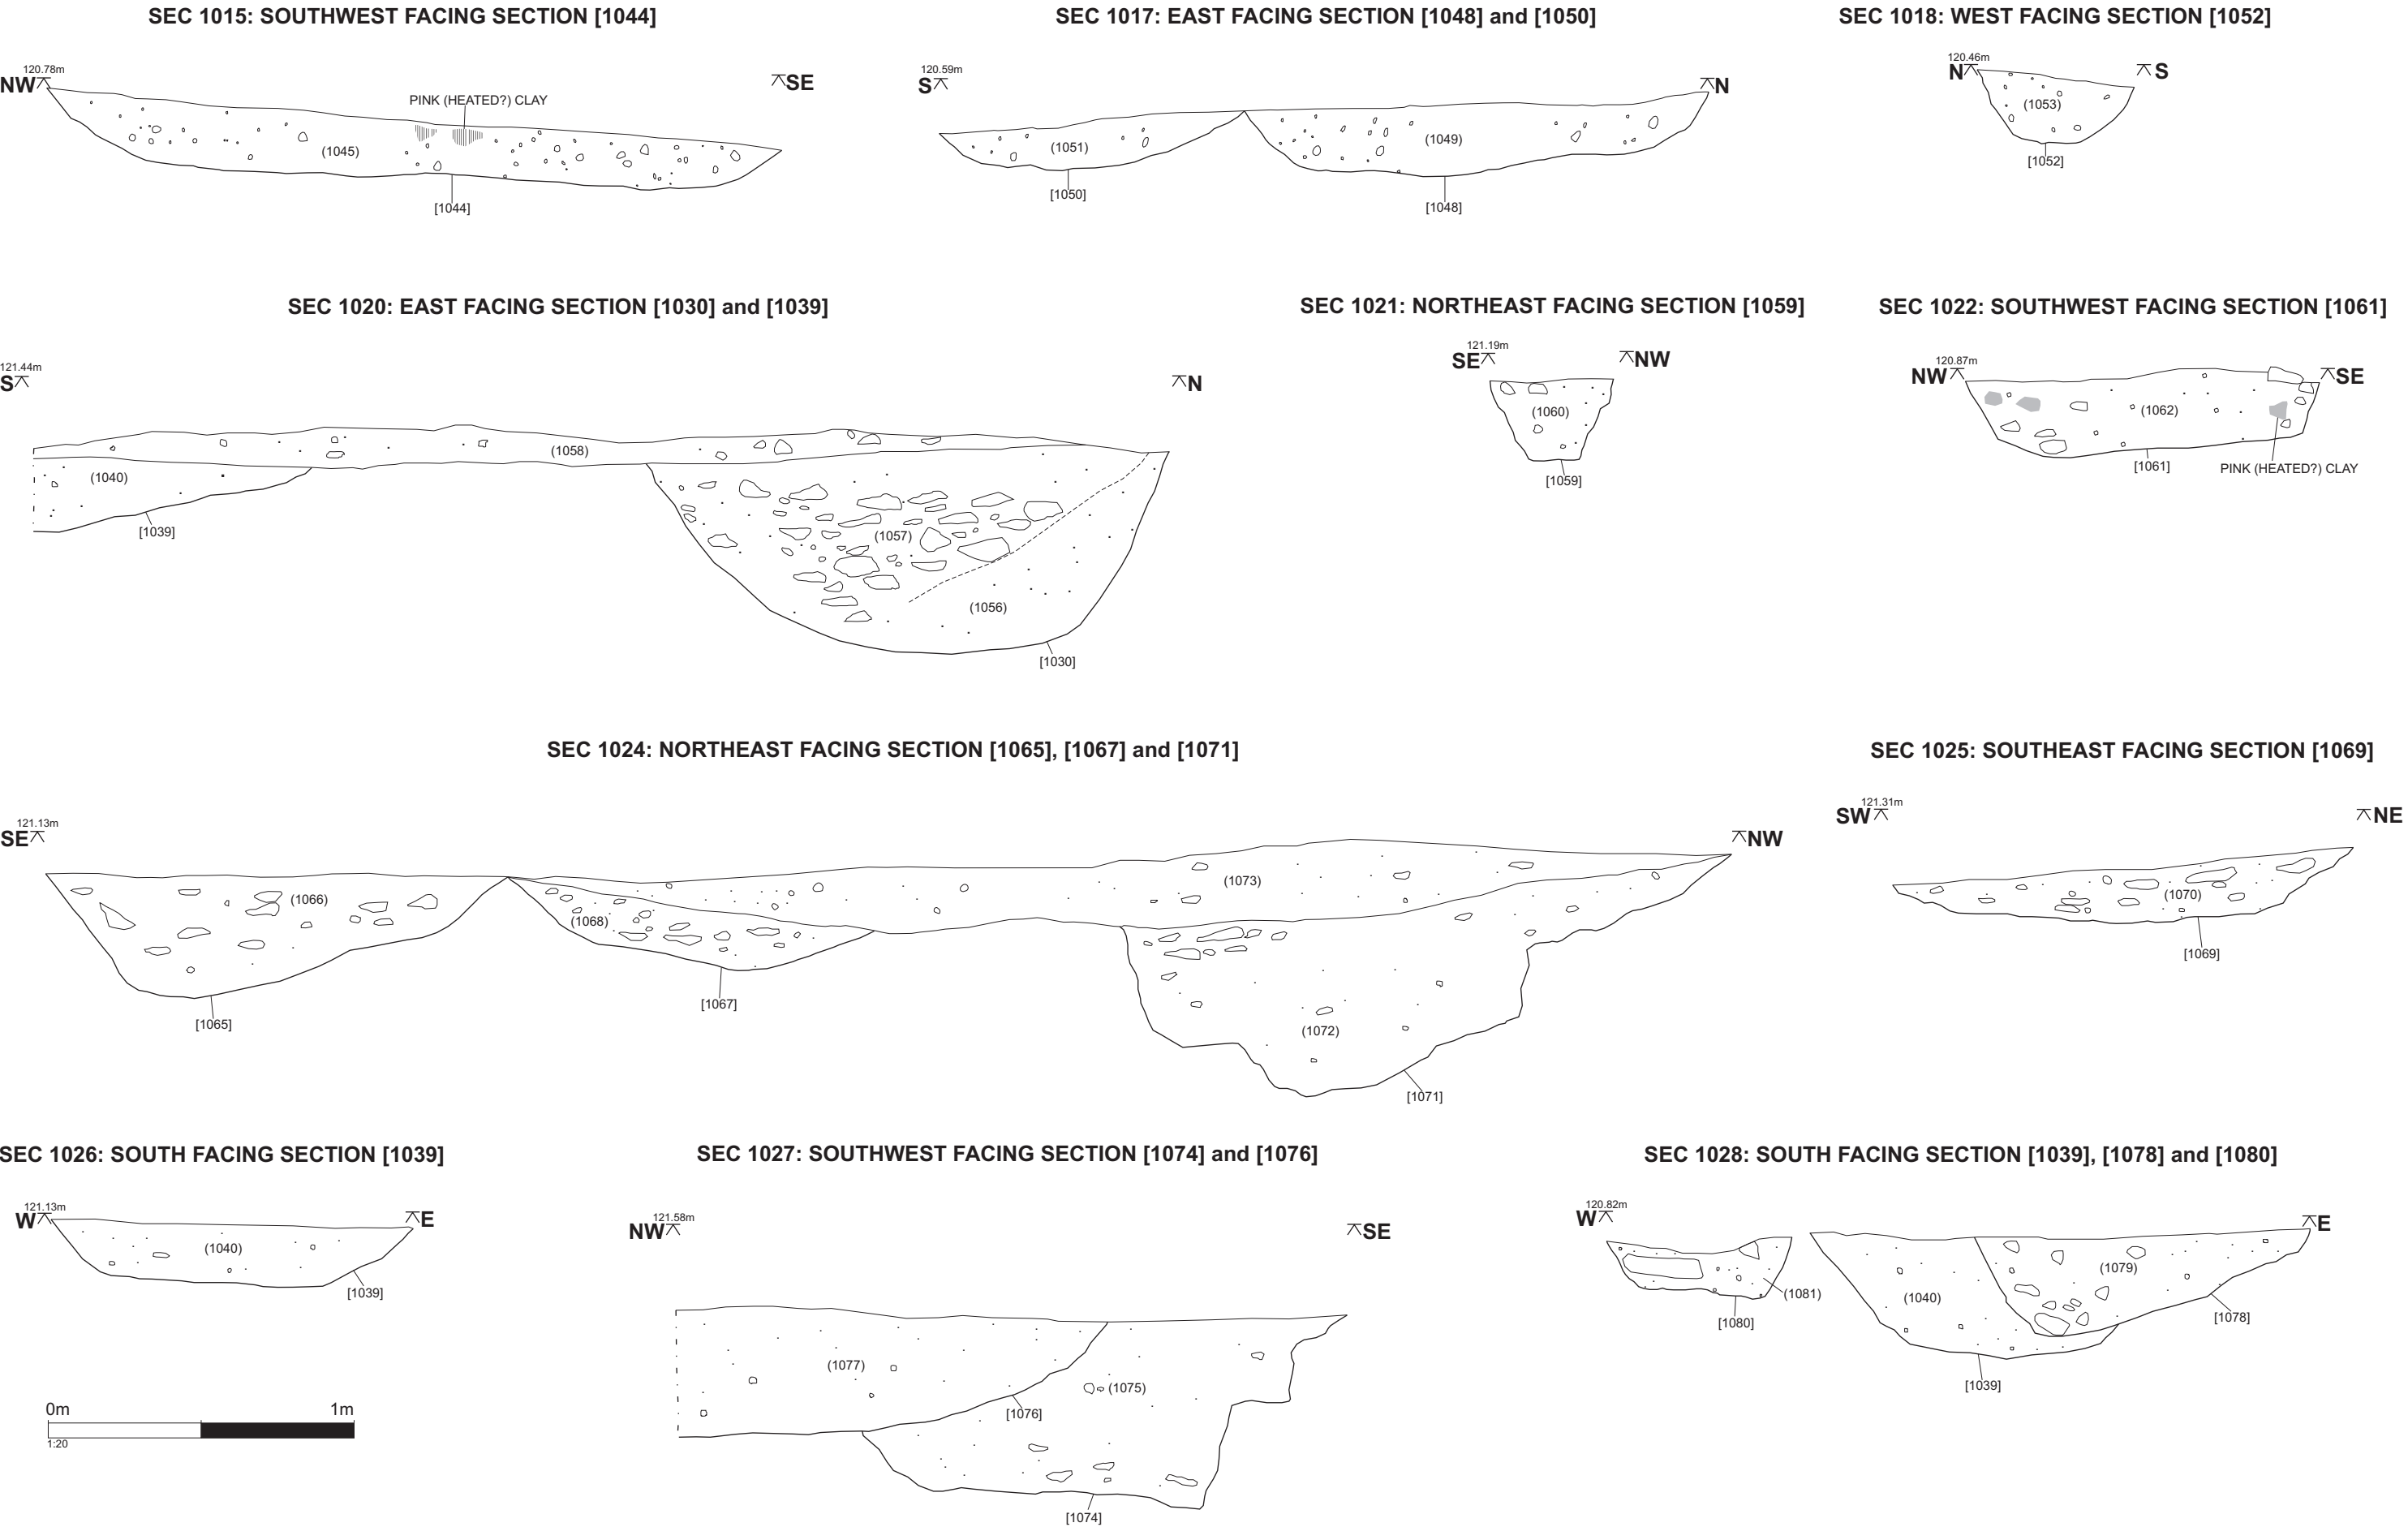 SEC 1015: SOUTHWEST FACING SECTION [1044]
120.78m
NW
SE
PINK (HEATED?) CLAY
(1045)
[1044]
SEC 1017: EAST FACING SECTION [1048] and [1050]
120.59m
S
N
(1051)
(1049)
[1050]
[1048]
SEC 1018: WEST FACING SECTION [1052]
120.46m
N
S
(1053)
[1052]
SEC 1020: EAST FACING SECTION [1030] and [1039]
121.44m
S
N
(1058)
(1040)
[1039]
(1057)
(1056)
[1030]
SEC 1021: NORTHEAST FACING SECTION [1059]
121.19m
SE
NW
(1060)
[1059]
SEC 1022: SOUTHWEST FACING SECTION [1061]
120.87m
NW
SE
(1062)
[1061]
PINK (HEATED?) CLAY
SEC 1024: NORTHEAST FACING SECTION [1065], [1067] and [1071]
121.13m
SE
NW
(1066)
(1068)
(1073)
[1067]
[1065]
(1072)
[1071]
SEC 1025: SOUTHEAST FACING SECTION [1069]
121.31m
SW
NE
(1070)
[1069]
SEC 1026: SOUTH FACING SECTION [1039]
121.13m
W
E
(1040)
[1039]
0m 1m
1:20
SEC 1027: SOUTHWEST FACING SECTION [1074] and [1076]
121.58m
NW
SE
(1077)
(1075)
[1076]
[1074]
SEC 1028: SOUTH FACING SECTION [1039], [1078] and [1080]
120.82m
W
E
(1081)
[1080]
(1040)
(1079)
[1078]
[1039]